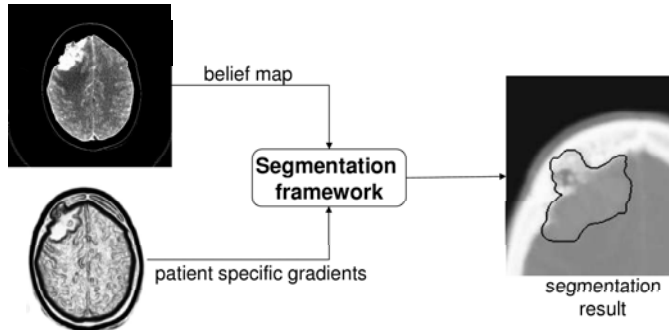 belief map
Segmentation
framework
patient specific gradients
segmentation
result